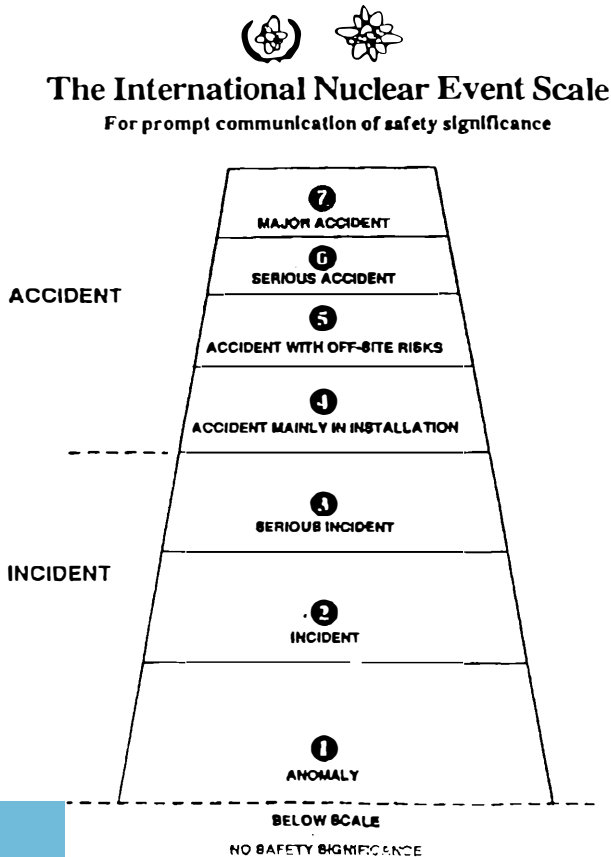 The International Nuclear Event Scale
For prompt communication of safety significance
7
MAJOR ACCIDENT
6
SERIOUS ACCIDENT
ACCIDENT
5
ACCIDENT WITH OFF-SITE RISKS
4
ACCIDENT MAINLY IN INSTALLATION
3
SERIOUS INCIDENT
INCIDENT
2
INCIDENT
1
ANOMALY
BELOW SCALE
NO SAFETY SIGNIFICANCE